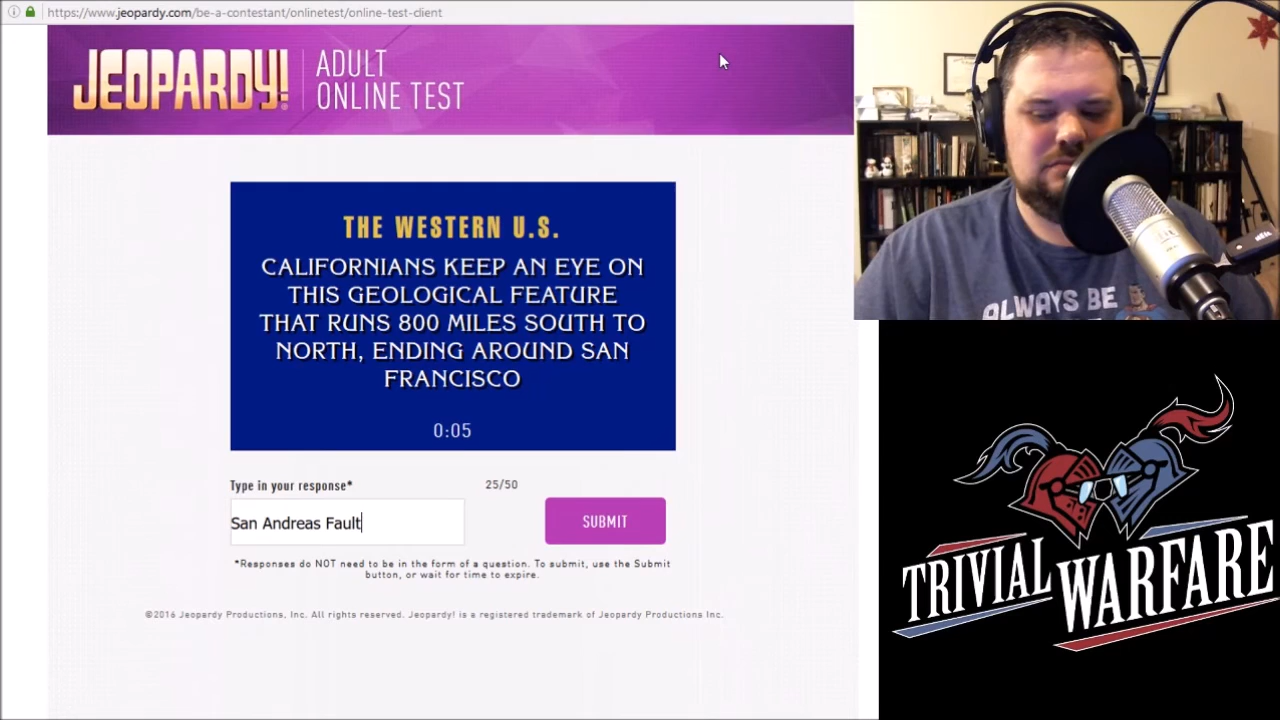 https://www.jeopardy.com/be-a-contestant/onlinetest/online-test-client
JEOPARDY!
ADULT
ONLINE TEST
THE WESTERN U.S.
CALIFORNIANS KEEP AN EYE ON
THIS GEOLOGICAL FEATURE
THAT RUNS 800 MILES SOUTH TO
NORTH, ENDING AROUND SAN
FRANCISCO
0:05
Type in your response*
25/50
San Andreas Fault
SUBMIT
*Responses do NOT need to be in the form of a question. To submit, use the Submit
button, or wait for time to expire.
©2016 Jeopardy Productions, Inc. All rights reserved. Jeopardy! is a registered trademark of Jeopardy Productions Inc.
ALWAYS BE
TRIVIAL
WARFARE